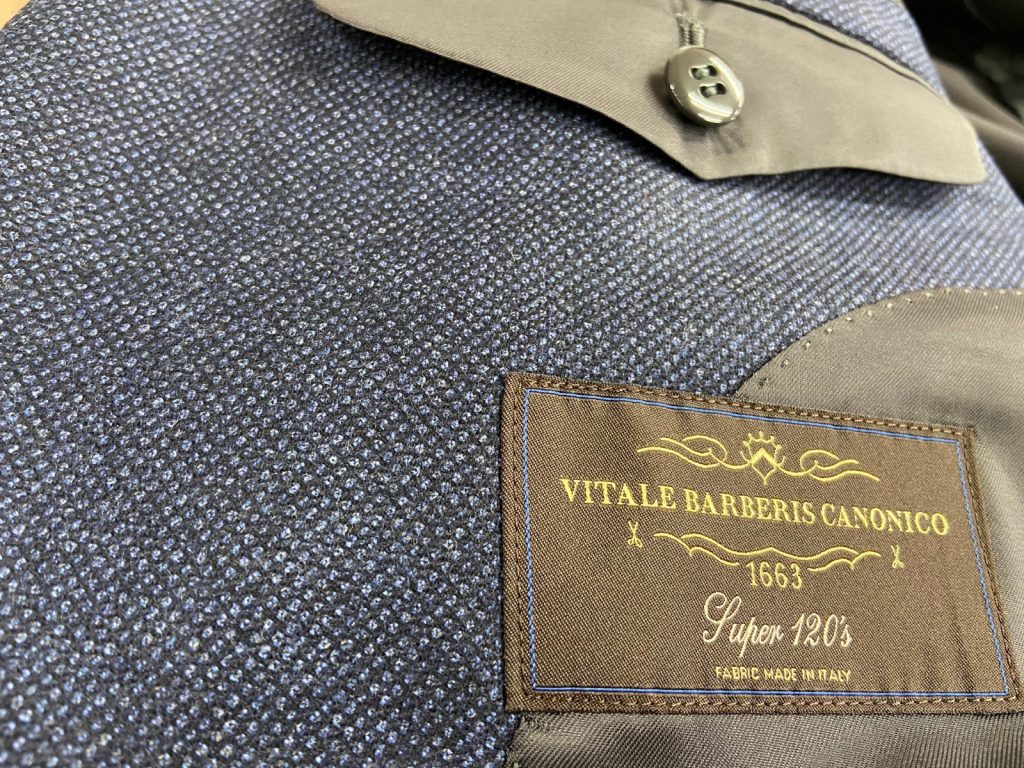 VITALE BARBERIS CANONICO
1663
Super 120's
FABRIC MADE IN ITALY